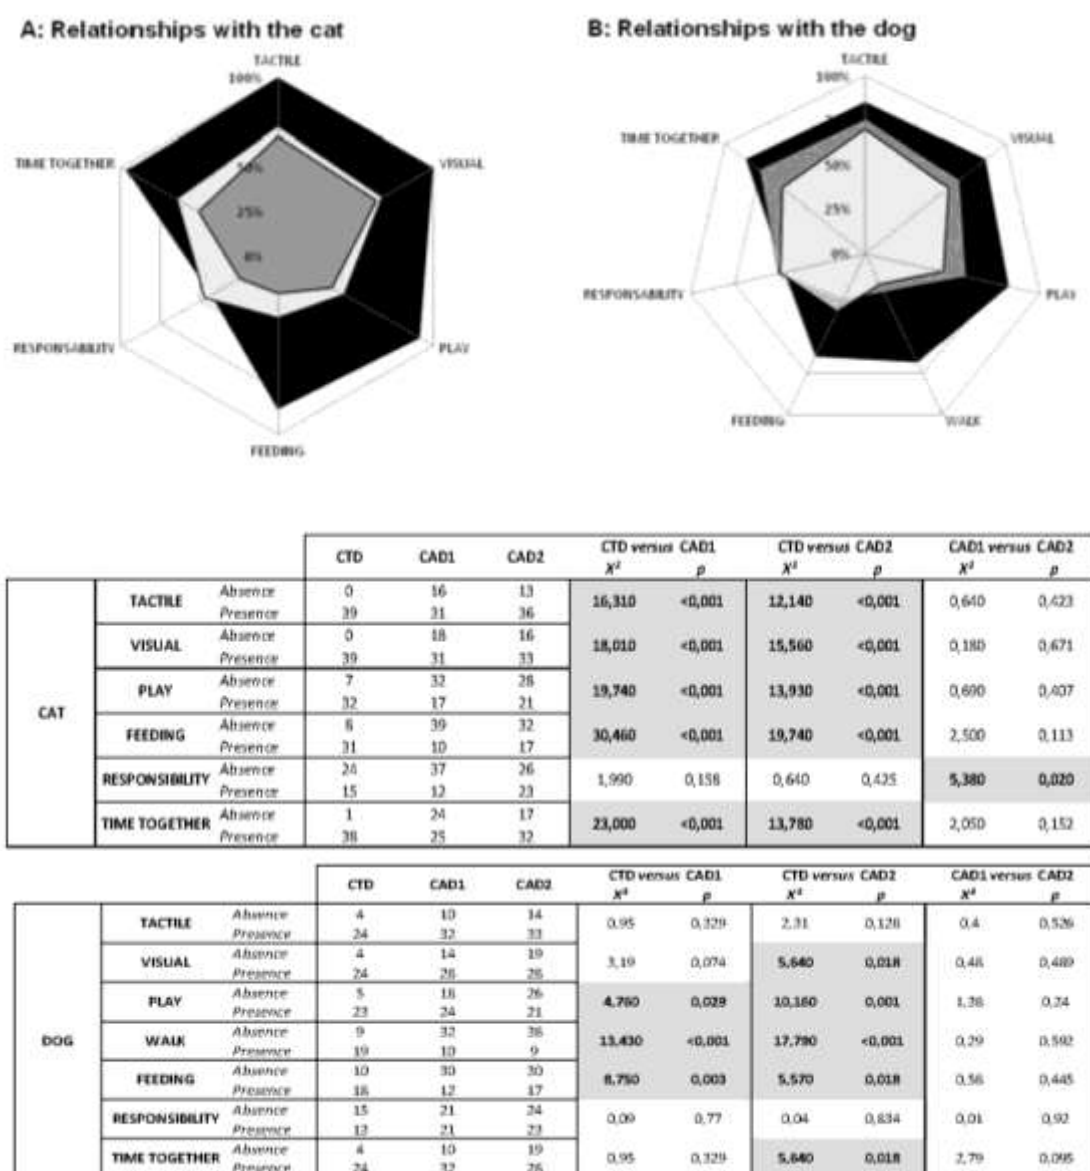 A: Relationships with the cat
B: Relationships with the dog
TACTILE
100%
TIME TOGETHER
50%
VISUAL
25%
0%
RESPONSABILITY
PLAY
FEEDING
TACTILE
100%
TIME TOGETHER
VISUAL
50%
25%
0%
RESPONSABILITY
PLAY
FEEDING
WALK
CTD CAD1 CAD2 CTD versus CAD1 CTD versus CAD2 CAD1 versus CAD2
X² p X² p X² p
CAT
TACTILE Absence 0 16 13 16,310 <0,001 12,140 <0,001 0,640 0,423
Presence 39 31 36
VISUAL Absence 0 18 16 18,010 <0,001 15,560 <0,001 0,180 0,671
Presence 39 31 33
PLAY Absence 7 32 28 19,740 <0,001 13,930 <0,001 0,690 0,407
Presence 32 17 21
FEEDING Absence 8 39 32 30,460 <0,001 19,740 <0,001 2,500 0,113
Presence 31 10 17
RESPONSIBILITY Absence 24 37 26 1,990 0,158 0,640 0,425 5,380 0,020
Presence 15 12 23
TIME TOGETHER Absence 1 24 17 23,000 <0,001 13,780 <0,001 2,050 0,152
Presence 38 25 32
CTD CAD1 CAD2 CTD versus CAD1 CTD versus CAD2 CAD1 versus CAD2
X² p X² p X² p
DOG
TACTILE Absence 4 10 14 0,95 0,329 2,31 0,128 0,4 0,526
Presence 24 32 33
VISUAL Absence 4 14 19 3,19 0,074 5,640 0,018 0,48 0,489
Presence 24 28 28
PLAY Absence 5 18 26 4,760 0,029 10,160 0,001 1,38 0,24
Presence 23 24 21
WALK Absence 9 32 38 13,430 <0,001 17,790 <0,001 0,29 0,592
Presence 19 10 9
FEEDING Absence 10 30 30 8,750 0,003 5,570 0,018 0,445
Presence 18 12 17
RESPONSIBILITY Absence 15 21 24 0,09 0,77 0,04 0,834 0,01 0,92
Presence 21 23
TIME TOGETHER Absence 4 10 19 0,95 0,329 5,640 0,018 2,79 0,095
Presence 24 32 28